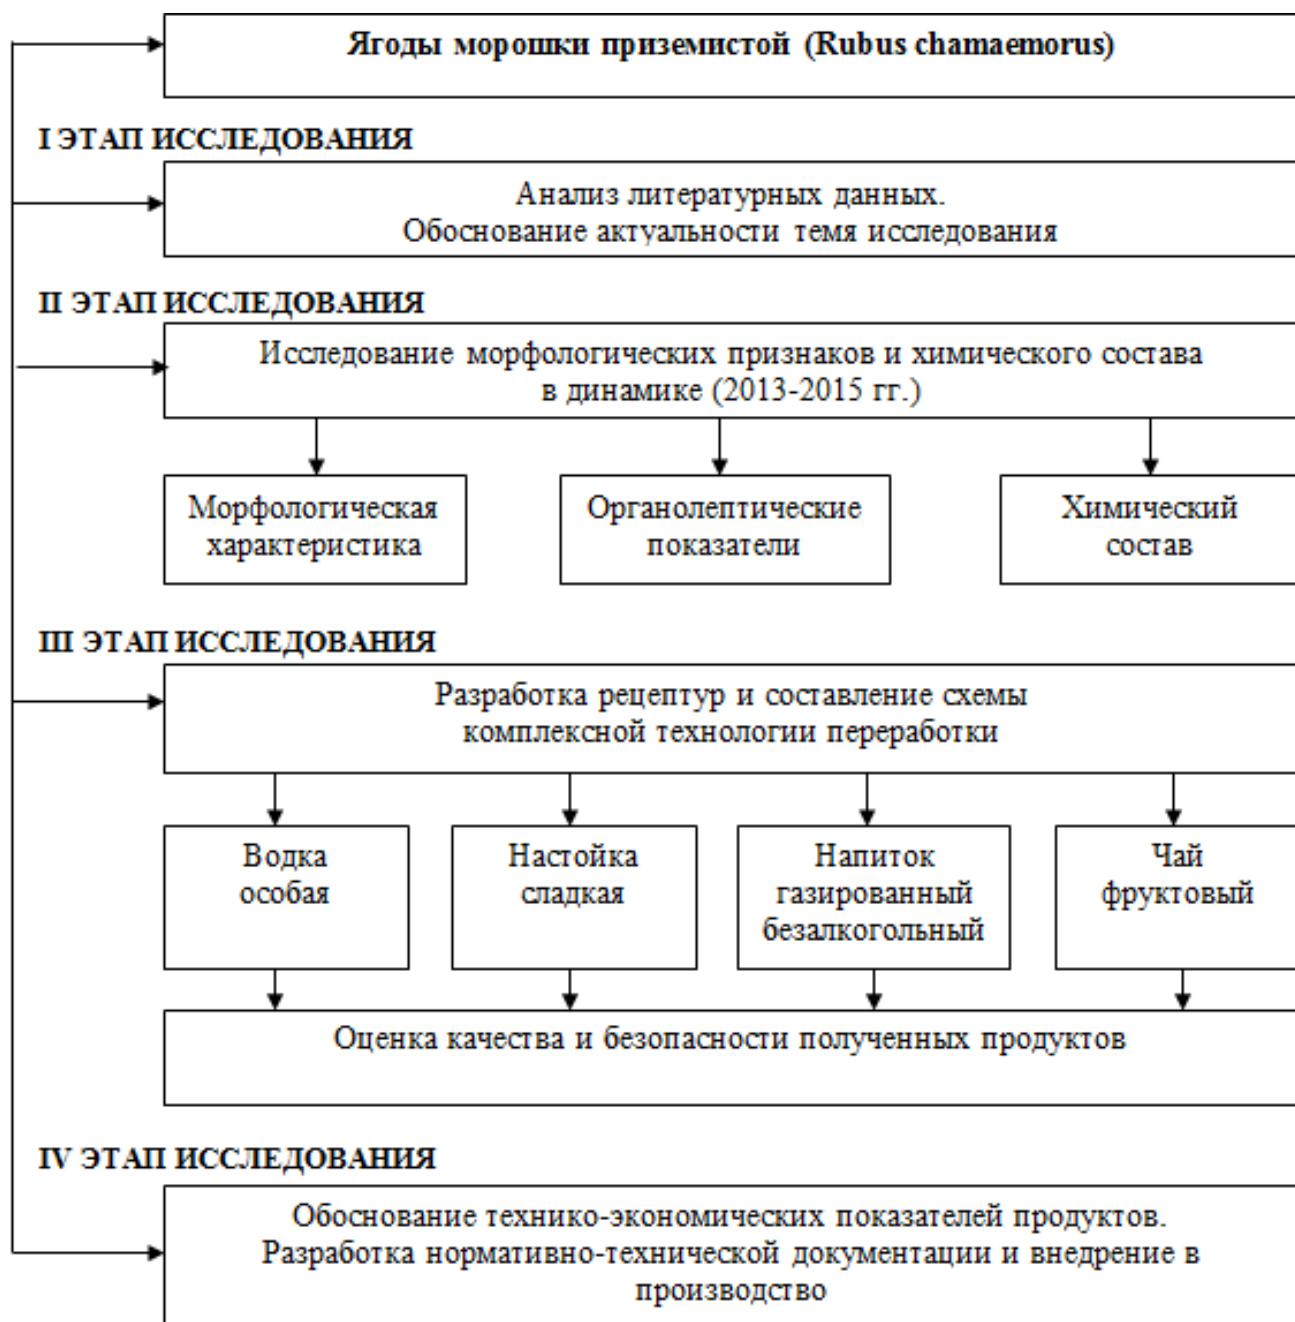 Ягоды морошки приземистой (Rubus chamaemorus)
I ЭТАП ИССЛЕДОВАНИЯ
Анализ литературных данных.
Обоснование актуальности темя исследования
II ЭТАП ИССЛЕДОВАНИЯ
Исследование морфологических признаков и химического состава
в динамике (2013-2015 гг.)
Морфологическая
характеристика
Органолептические
показатели
Химический
состав
III ЭТАП ИССЛЕДОВАНИЯ
Разработка рецептур и составление схемы
комплексной технологии переработки
Водка
особая
Настойка
сладкая
Напиток
газированный
безалкогольный
Чай
фруктовый
Оценка качества и безопасности полученных продуктов
IV ЭТАП ИССЛЕДОВАНИЯ
Обоснование технико-экономических показателей продуктов.
Разработка нормативно-технической документации и внедрение в
производство